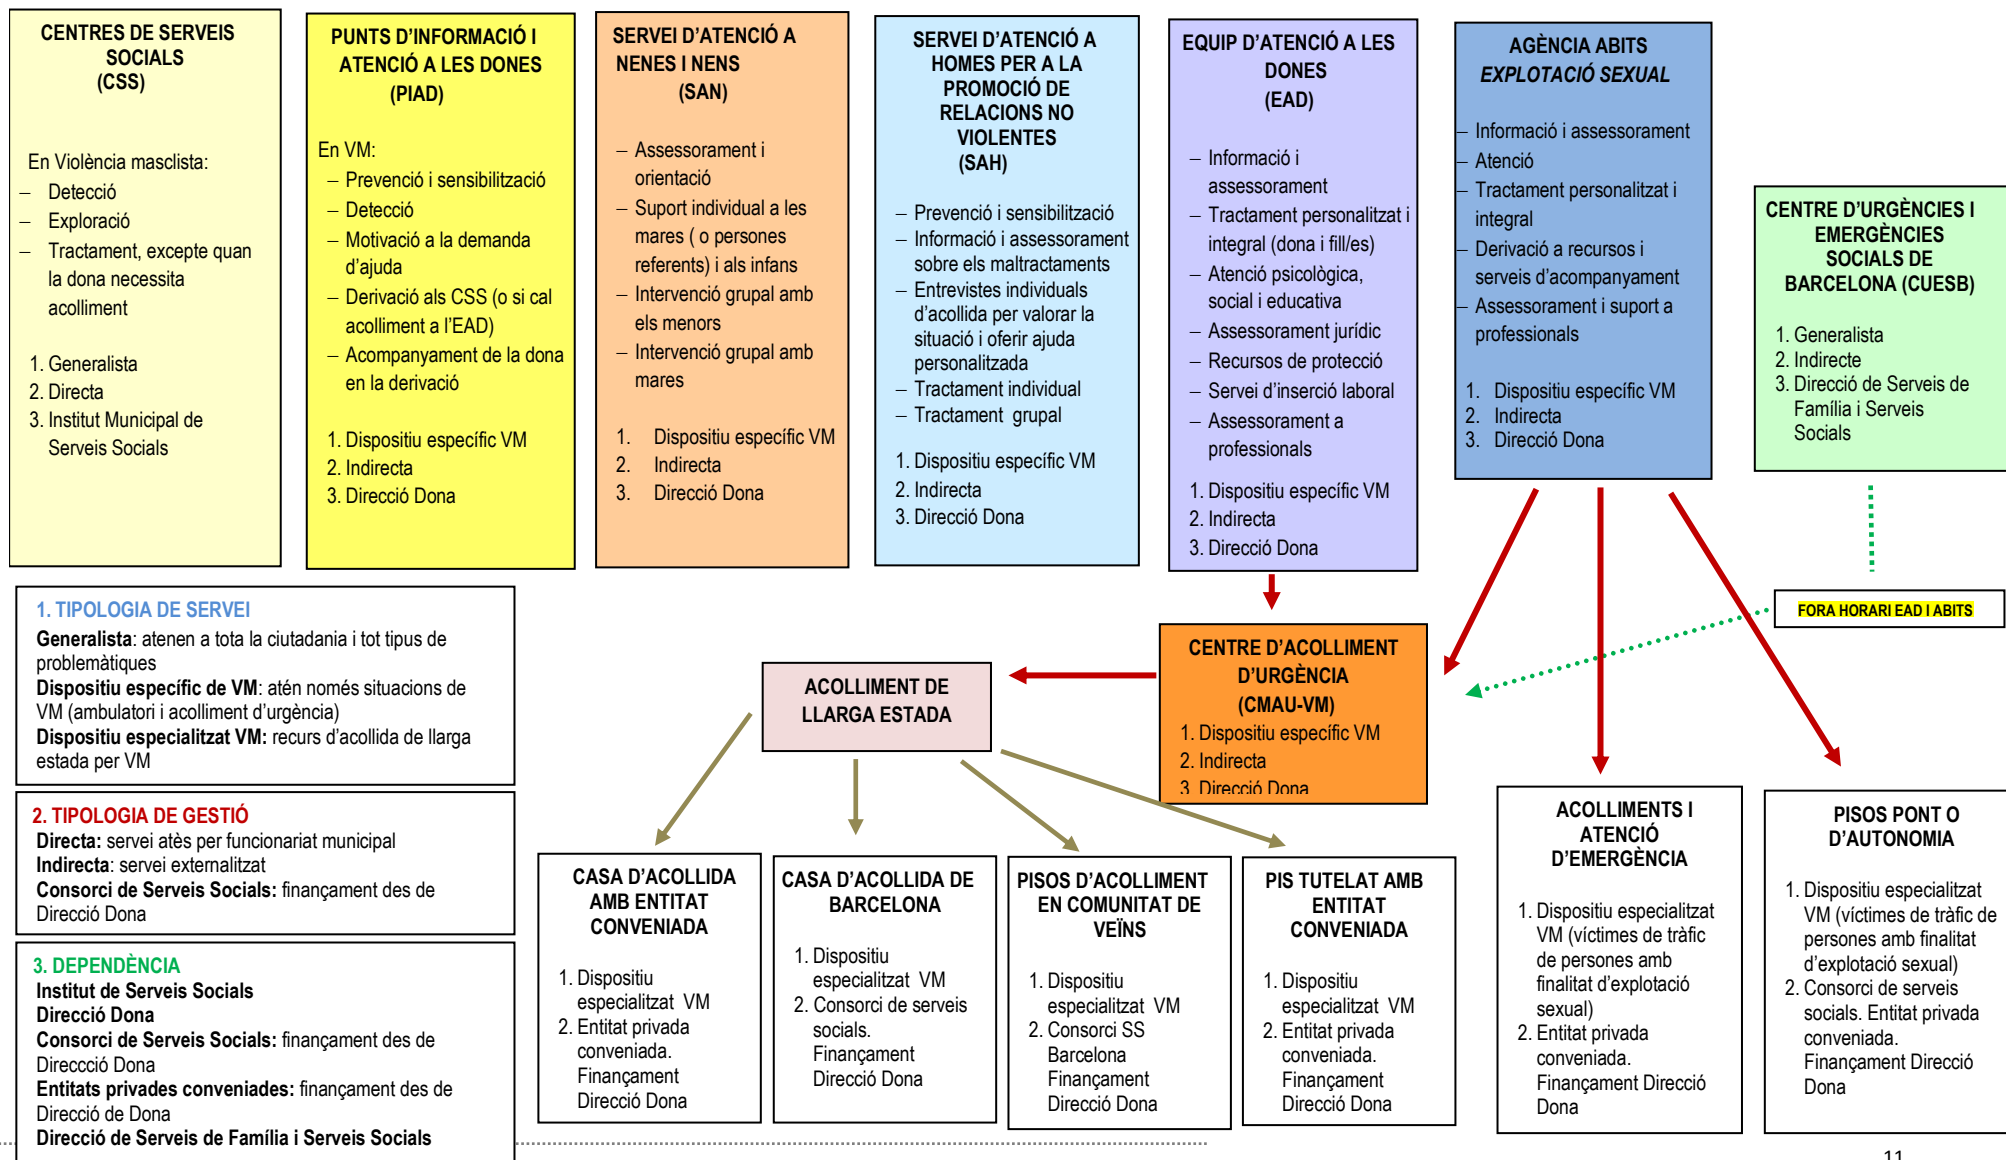 CENTRES DE SERVEIS
SOCIALS
(CSS)
En Violència masclista:
– Detecció
– Exploració
– Tractament, excepte quan
la dona necessita
acolliment
1. Generalista
2. Directa
3. Institut Municipal de
Serveis Socials
PUNTS D'INFORMACIÓ I
ATENCIÓ A LES DONES
(PIAD)
En VM:
– Prevenció i sensibilització
– Detecció
– Motivació a la demanda
d'ajuda
– Derivació als CSS (o si cal
acolliment a l'EAD)
– Acompanyament de la dona
en la derivació
1. Dispositiu específic VM
2. Indirecta
3. Direcció Dona
SERVEI D'ATENCIÓ A
NENES I NENS
(SAN)
– Assessorament i
orientació
– Suport individual a les
mares ( o persones
referents) i als infans
– Intervenció grupal amb
els menors
– Intervenció grupal amb
mares
1. Dispositiu específic VM
2. Indirecta
3. Direcció Dona
SERVEI D'ATENCIÓ A
HOMES PER A LA
PROMOCIÓ DE
RELACIONS NO
VIOLENTES
(SAH)
– Prevenció i sensibilització
– Informació i assessorament
sobre els maltractaments
– Entrevistes individuals
d'acollida per valorar la
situació i oferir ajuda
personalitzada
– Tractament individual
– Tractament grupal
1. Dispositiu específic VM
2. Indirecta
3. Direcció Dona
EQUIP D'ATENCIÓ A LES
DONES
(EAD)
– Informació i
assessorament
– Tractament personalitzat i
integral (dona i fill/es)
– Atenció psicològica,
social i educativa
– Assessorament jurídic
– Recursos de protecció
– Servei d'inserció laboral
– Assessorament a
professionals
1. Dispositiu específic VM
2. Indirecta
3. Direcció Dona
AGÈNCIA ABITS
EXPLOTACIÓ SEXUAL
– Informació i assessorament
– Atenció
– Tractament personalitzat i
integral
– Derivació a recursos i
serveis d'acompanyament
– Assessorament i suport a
professionals
1. Dispositiu específic VM
2. Indirecta
3. Direcció Dona
CENTRE D'URGÈNCIES I
EMERGÈNCIES
SOCIALS DE
BARCELONA (CUESB)
1. Generalista
2. Indirecte
3. Direcció de Serveis de
Família i Serveis
Socials
FORA HORARI EAD I ABITS
1. TIPOLOGIA DE SERVEI
Generalista: atenen a tota la ciutadania i tot tipus de
problemàtiques
Dispositiu específic de VM: atén només situacions de
VM (ambulatori i acolliment d'urgència)
Dispositiu especialitzat VM: recurs d'acollida de llarga
estada per VM
2. TIPOLOGIA DE GESTIÓ
Directa: servei atès per funcionariat municipal
Indirecta: servei externalitzat
Consorci de Serveis Socials: finançament des de
Direcció Dona
3. DEPENDÈNCIA
Institut de Serveis Socials
Direcció Dona
Consorci de Serveis Socials: finançament des de
Direccció Dona
Entitats privades conveniades: finançament des de
Direcció de Dona
Direcció de Serveis de Família i Serveis Socials
ACOLLIMENT DE
LLARGA ESTADA
CENTRE D'ACOLLIMENT
D'URGÈNCIA
(CMAU-VM)
1. Dispositiu específic VM
2. Indirecta
3. Direcció Dona
CASA D'ACOLLIDA
AMB ENTITAT
CONVENIADA
1. Dispositiu
especialitzat VM
2. Entitat privada
conveniada.
Finançament
Direcció Dona
CASA D'ACOLLIDA DE
BARCELONA
1. Dispositiu
especialitzat VM
2. Consorci de serveis
socials.
Finançament
Direcció Dona
PISOS D'ACOLLIMENT
EN COMUNITAT DE
VEÏNS
1. Dispositiu
especialitzat VM
2. Consorci SS
Barcelona
Finançament
Direcció Dona
PIS TUTELAT AMB
ENTITAT
CONVENIADA
1. Dispositiu
especialitzat VM
2. Entitat privada
conveniada.
Finançament
Direcció Dona
ACOLLIMENTS I
ATENCIÓ
D'EMERGÈNCIA
1. Dispositiu especialitzat
VM (víctimes de tràfic
de persones amb
finalitat d'explotació
sexual)
2. Entitat privada
conveniada.
Finançament Direcció
Dona
PISOS PONT O
D'AUTONOMIA
1. Dispositiu especialitzat
VM (víctimes de tràfic de
persones amb finalitat
d'explotació sexual)
2. Consorci de serveis
socials. Entitat privada
conveniada.
Finançament Direcció
Dona
11